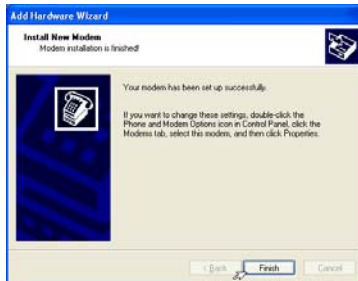 Add Hardware Wizard
Install New Modem
Modem installation is finished!
Your modem has been set up successfully.
If you want to change these settings, double-click the
Phone and Modem Options icon in Control Panel, click the
Modems tab, select this modem, and then click Properties.
< Back
Finish
Cancel